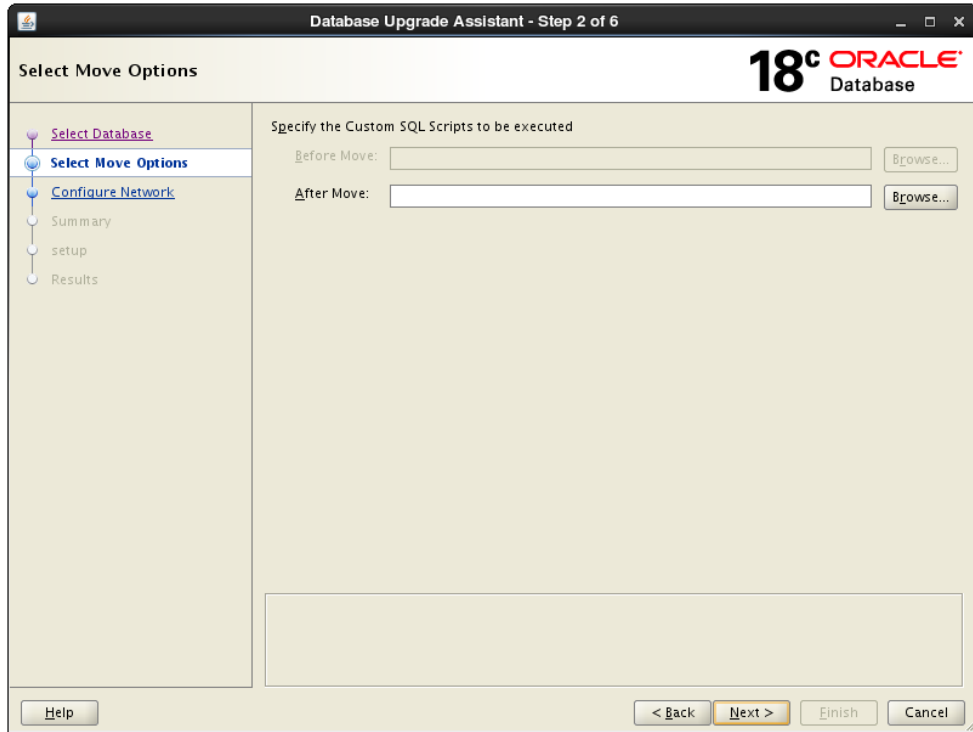 Database Upgrade Assistant - Step 2 of 6
Select Move Options
18c ORACLE
Database
Select Database
Select Move Options
Configure Network
Summary
setup
Results
Specify the Custom SQL Scripts to be executed
Before Move:
Browse...
After Move:
Browse...
Help
< Back
Next >
Finish
Cancel